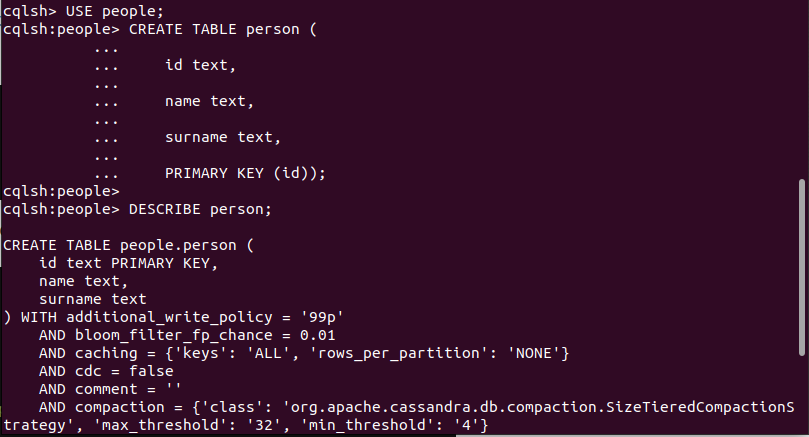 cqlsh> USE people;
cqlsh:people> CREATE TABLE person (
          ...
          ...     id text,
          ...
          ...     name text,
          ...
          ...     surname text,
          ...
          ...     PRIMARY KEY (id));
cqlsh:people>
cqlsh:people> DESCRIBE person;

CREATE TABLE people.person (
    id text PRIMARY KEY,
    name text,
    surname text
) WITH additional_write_policy = '99p'
    AND bloom_filter_fp_chance = 0.01
    AND caching = {'keys': 'ALL', 'rows_per_partition': 'NONE'}
    AND cdc = false
    AND comment = ''
    AND compaction = {'class': 'org.apache.cassandra.db.compaction.SizeTieredCompactionS
trategy', 'max_threshold': '32', 'min_threshold': '4'}